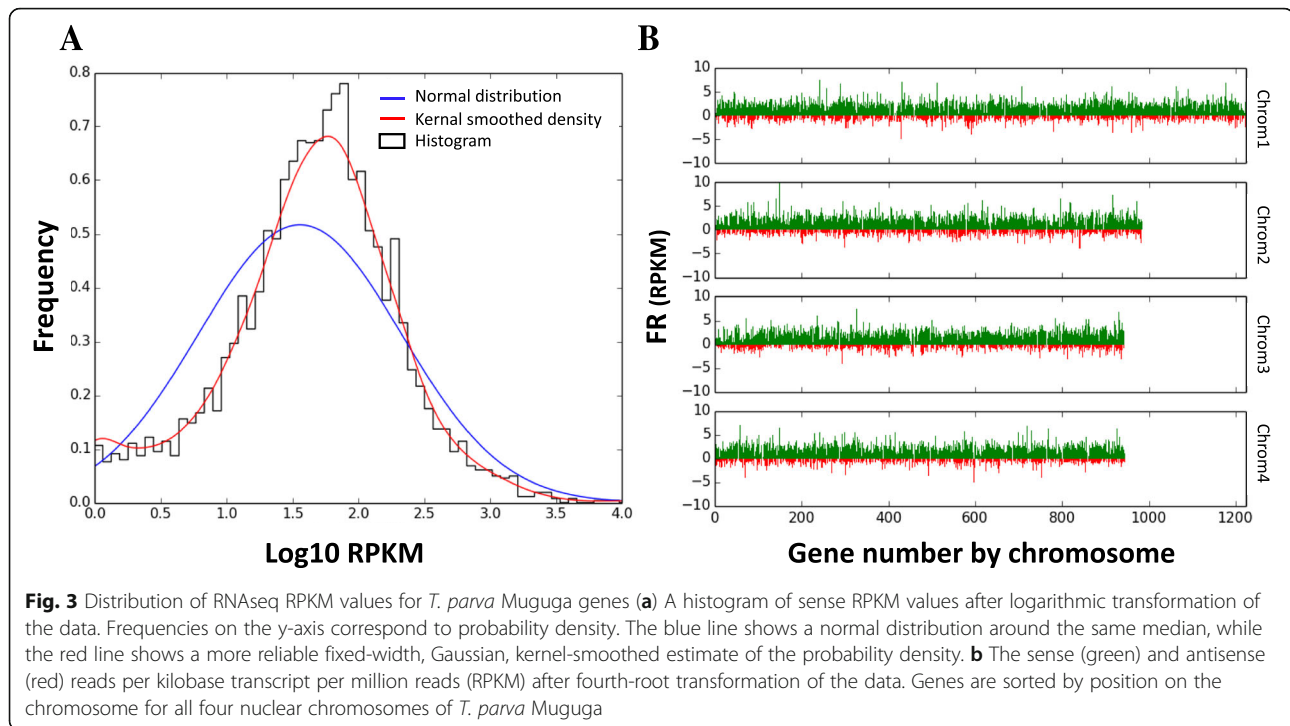 A
0.8
0.7
0.6
0.5
0.4
0.3
0.2
0.1
0.0
Frequency
Normal distribution
Kernal smoothed density
Histogram
0.0 0.5 1.0 1.5 2.0 2.5 3.0 3.5 4.0
Log10 RPKM
B
FR (RPKM)
10
5
0
−5
−10
Chrom1
10
5
0
−5
−10
Chrom2
10
5
0
−5
−10
Chrom3
10
5
0
−5
−10
Chrom4
0 200 400 600 800 1000 1200
Gene number by chromosome
Fig. 3 Distribution of RNAseq RPKM values for T. parva Muguga genes (a) A histogram of sense RPKM values after logarithmic transformation of
the data. Frequencies on the y-axis correspond to probability density. The blue line shows a normal distribution around the same median, while
the red line shows a more reliable fixed-width, Gaussian, kernel-smoothed estimate of the probability density. b The sense (green) and antisense
(red) reads per kilobase transcript per million reads (RPKM) after fourth-root transformation of the data. Genes are sorted by position on the
chromosome for all four nuclear chromosomes of T. parva Muguga